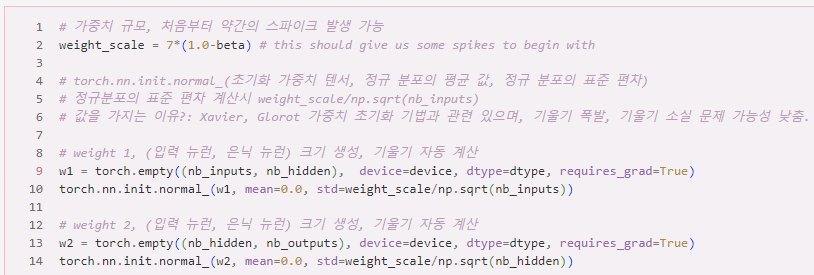 1 # 가중치 규모, 처음부터 약간의 스파이크 발생 가능
2 weight_scale = 7*(1.0-beta) # this should give us some spikes to begin with
3
4 # torch.nn.init.normal_(초기화 가중치 텐서, 정규 분포의 평균 값, 정규 분포의 표준 편차)
5 # 정규분포의 표준 편차 계산시 weight_scale/np.sqrt(nb_inputs)
6 # 값을 가지는 이유?: Xavier, Glorot 가중치 초기화 기법과 관련 있으며, 기울기 폭발, 기울기 소실 문제 가능성 낮춤.
7
8 # weight 1, (입력 뉴런, 은닉 뉴런) 크기 생성, 기울기 자동 계산
9 w1 = torch.empty((nb_inputs, nb_hidden),  device=device, dtype=dtype, requires_grad=True)
10 torch.nn.init.normal_(w1, mean=0.0, std=weight_scale/np.sqrt(nb_inputs))
11
12 # weight 2, (입력 뉴런, 은닉 뉴런) 크기 생성, 기울기 자동 계산
13 w2 = torch.empty((nb_hidden, nb_outputs), device=device, dtype=dtype, requires_grad=True)
14 torch.nn.init.normal_(w2, mean=0.0, std=weight_scale/np.sqrt(nb_hidden))